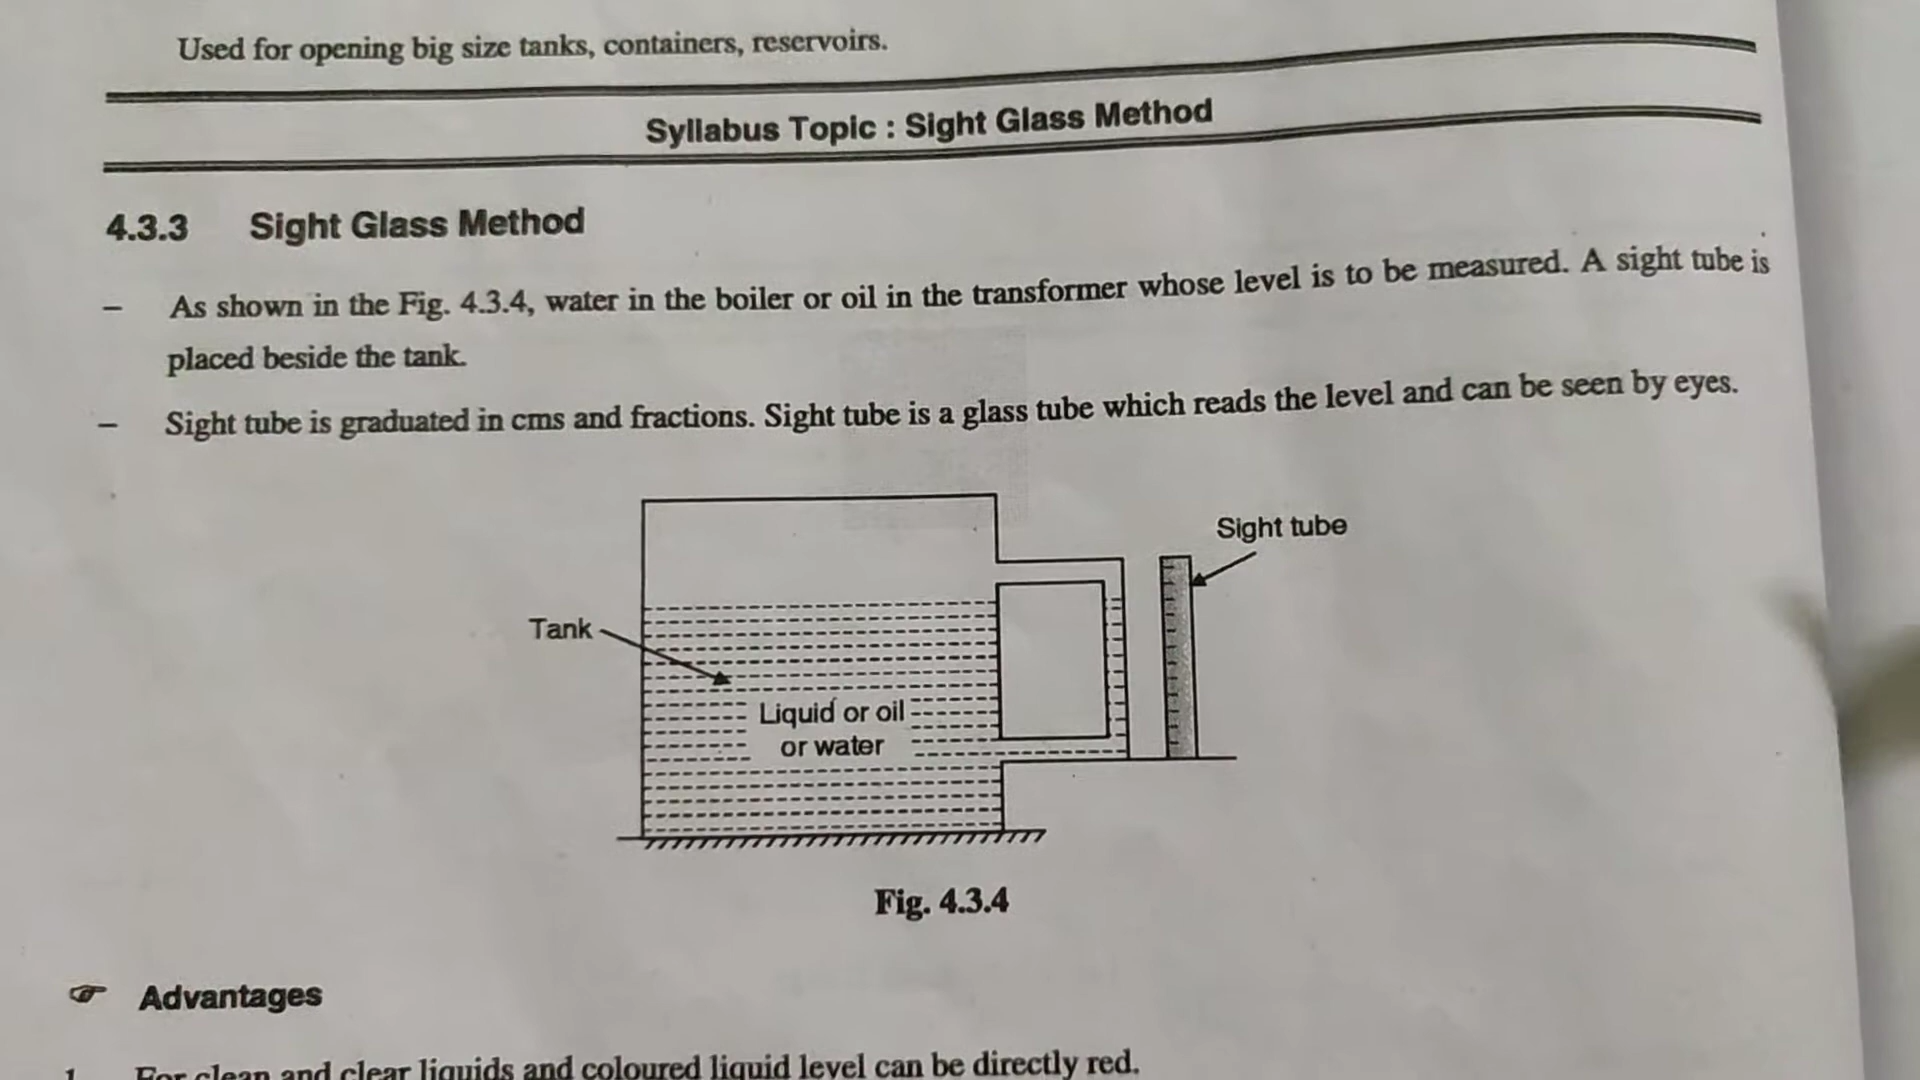 Used for opening big size tanks, containers, reservoirs.
Syllabus Topic : Sight Glass Method
4.3.3 Sight Glass Method
– As shown in the Fig. 4.3.4, water in the boiler or oil in the transformer whose level is to be measured. A sight tube is
placed beside the tank.
– Sight tube is graduated in cms and fractions. Sight tube is a glass tube which reads the level and can be seen by eyes.
Sight tube
Tank
Liquid or oil
or water
Fig. 4.3.4
☞ Advantages
1. For clean and clear liquids and coloured liquid level can be directly red.